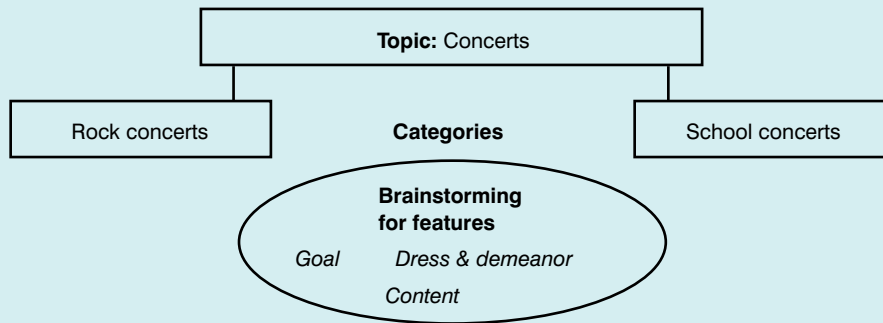 Topic: Concerts
Rock concerts
Categories
School concerts
Brainstorming
for features
Goal
Dress & demeanor
Content